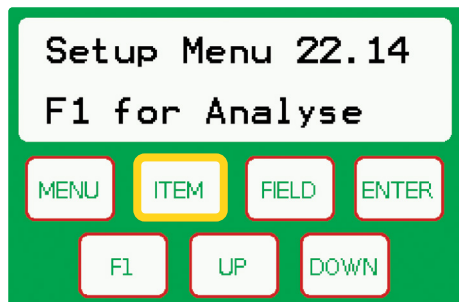 Setup Menu 22.14
F1 for Analyse
MENU ITEM FIELD ENTER
F1 UP DOWN